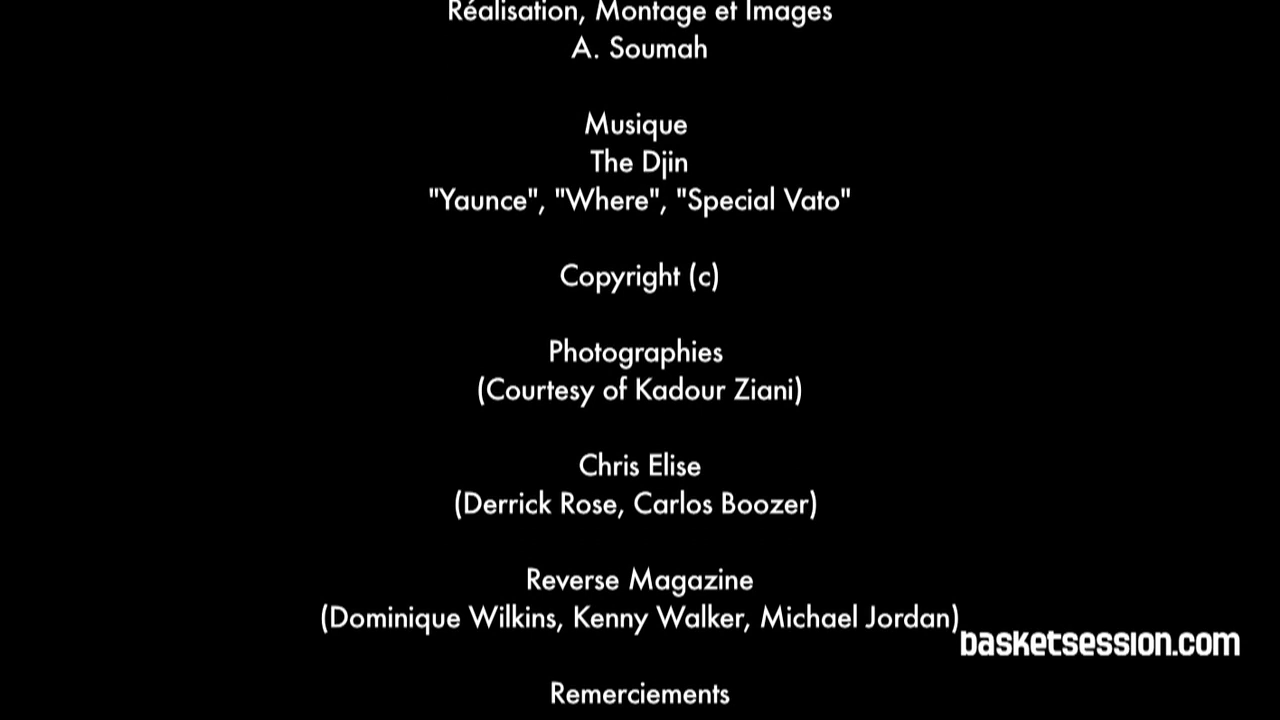 Réalisation, Montage et Images
A. Soumah
Musique
The Djin
"Yaunce", "Where", "Special Vato"
Copyright (c)
Photographies
(Courtesy of Kadour Ziani)
Chris Elise
(Derrick Rose, Carlos Boozer)
Reverse Magazine
(Dominique Wilkins, Kenny Walker, Michael Jordan)
basketsession.com
Remerciements